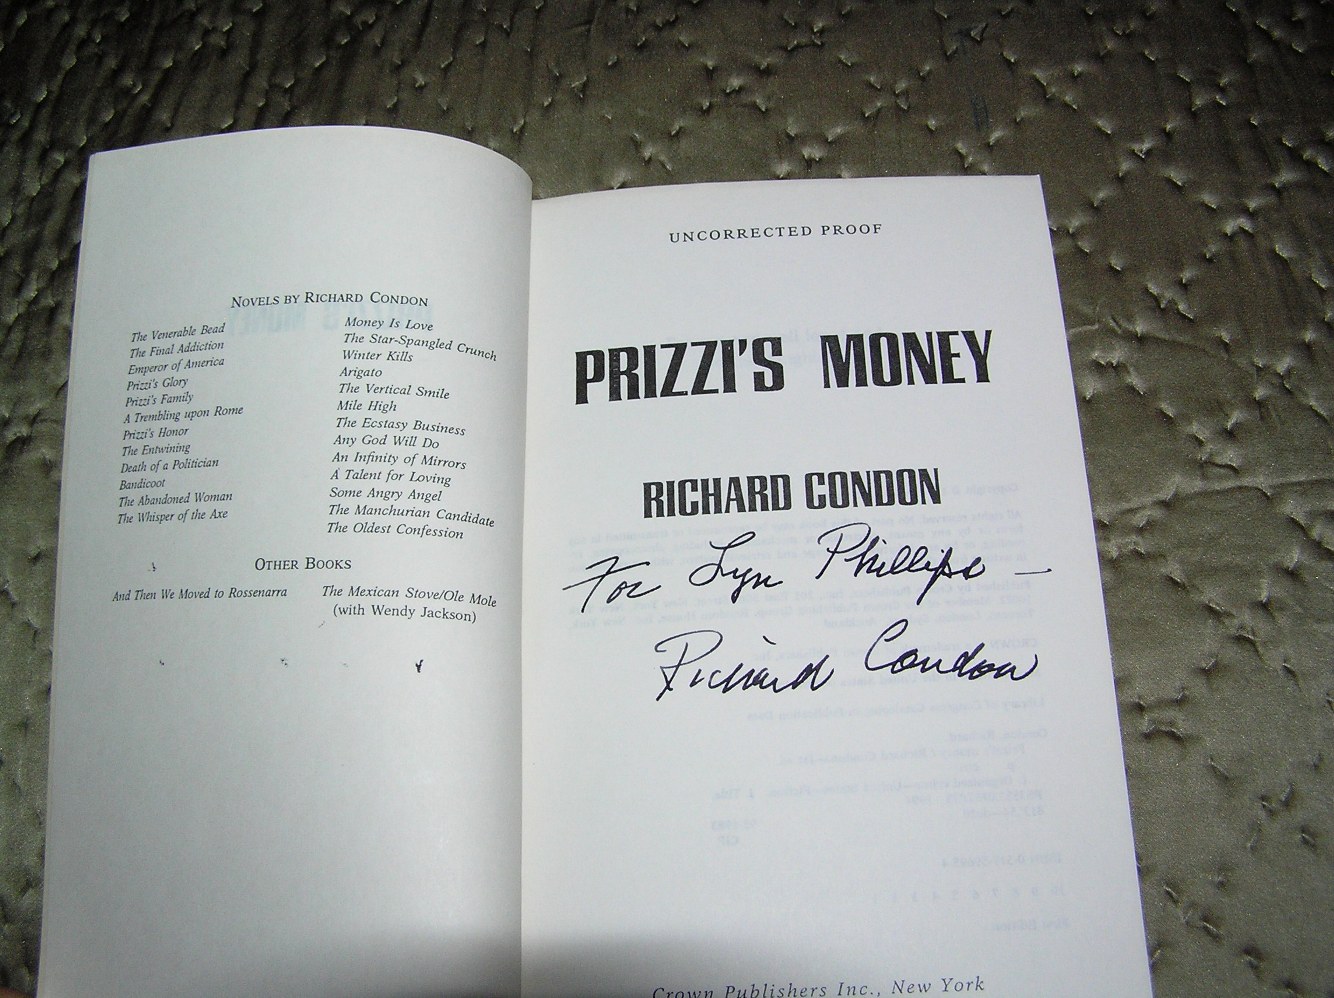 NOVELS BY RICHARD CONDON
The Venerable Bead
The Final Addiction
Emperor of America
Prizzi's Glory
Prizzi's Family
A Trembling upon Rome
Prizzi's Honor
The Entwining
Death of a Politician
Bandicoot
The Abandoned Woman
The Whisper of the Axe
Money Is Love
The Star-Spangled Crunch
Winter Kills
Arigato
The Vertical Smile
Mile High
The Ecstasy Business
Any God Will Do
An Infinity of Mirrors
A Talent for Loving
Some Angry Angel
The Manchurian Candidate
The Oldest Confession
OTHER BOOKS
And Then We Moved to Rossenarra
The Mexican Stove/Ole Mole
(with Wendy Jackson)
UNCORRECTED PROOF
PRIZZI'S MONEY
RICHARD CONDON
For Lyn Phillips —
Richard Condon
Crown Publishers Inc., New York